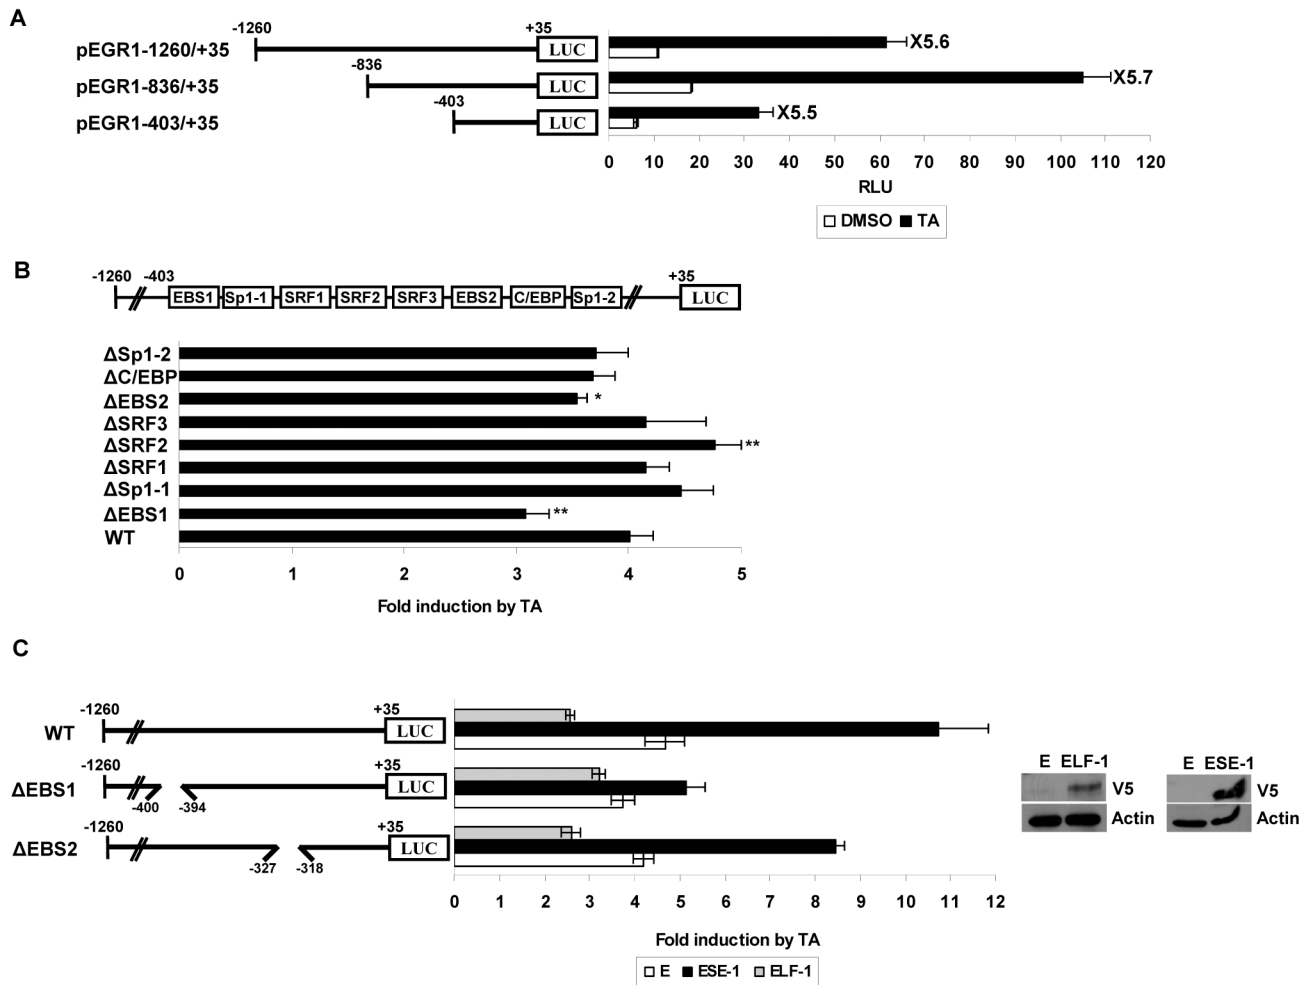 A
-1260 +35
pEGR1-1260/+35 LUC X5.6
-836
pEGR1-836/+35 LUC X5.7
-403
pEGR1-403/+35 LUC X5.5
0 10 20 30 40 50 60 70 80 90 100 110 120
RLU
DMSO TA
B
-1260 -403 +35
EBS1 Sp1-1 SRF1 SRF2 SRF3 EBS2 C/EBP Sp1-2 LUC
ΔSp1-2
ΔC/EBP
ΔEBS2 *
ΔSRF3
ΔSRF2 **
ΔSRF1
ΔSp1-1
ΔEBS1 **
WT
0 1 2 3 4 5
Fold induction by TA
C
-1260 +35
WT LUC
-1260 +35
ΔEBS1 LUC
-400 -394
-1260 +35
ΔEBS2 LUC
-327 -318
0 1 2 3 4 5 6 7 8 9 10 11 12
Fold induction by TA
E ESE-1 ELF-1
E ELF-1
V5
Actin
E ESE-1
V5
Actin